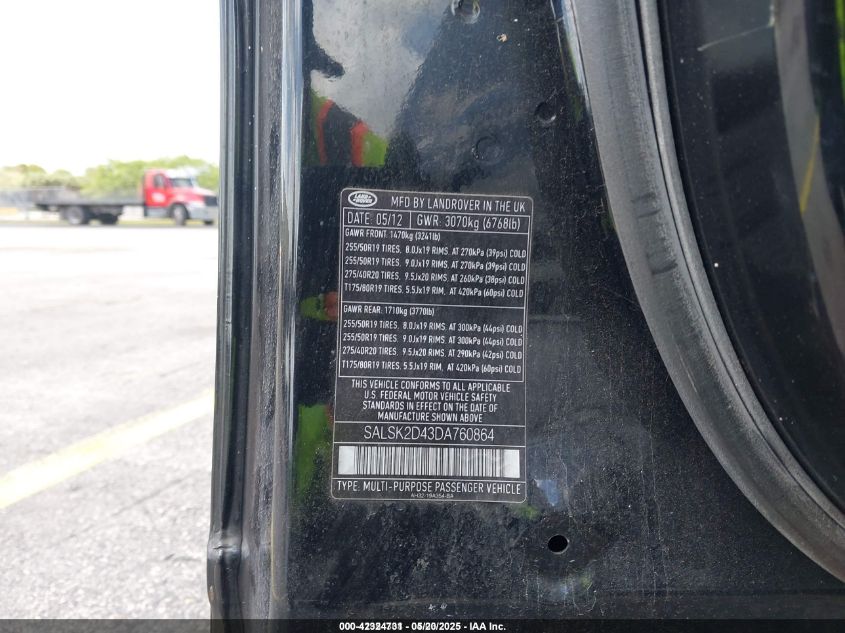 LAND ROVER
MFD BY LANDROVER IN THE UK
DATE: 05/12 GWR: 3070kg (6768lb)
GAWR FRONT: 1470kg (3241lb)
255/50R19 TIRES. 8.0Jx19 RIMS. AT 270kPa (39psi) COLD
255/50R19 TIRES. 9.0Jx19 RIMS. AT 270kPa (39psi) COLD
275/40R20 TIRES. 9.5Jx20 RIMS. AT 260kPa (38psi) COLD
T175/80R19 TIRES. 5.5Jx19 RIM. AT 420kPa (60psi) COLD
GAWR REAR: 1710kg (3770lb)
255/50R19 TIRES. 8.0Jx19 RIMS. AT 300kPa (44psi) COLD
255/50R19 TIRES. 9.0Jx19 RIMS. AT 300kPa (44psi) COLD
275/40R20 TIRES. 9.5Jx20 RIMS. AT 290kPa (42psi) COLD
T175/80R19 TIRES. 5.5Jx19 RIM. AT 420kPa (60psi) COLD
THIS VEHICLE CONFORMS TO ALL APPLICABLE
U.S. FEDERAL MOTOR VEHICLE SAFETY
STANDARDS IN EFFECT ON THE DATE OF
MANUFACTURE SHOWN ABOVE
SALSK2D43DA760864
TYPE: MULTI-PURPOSE PASSENGER VEHICLE
AH32-19A354-BA
- IAA Inc.